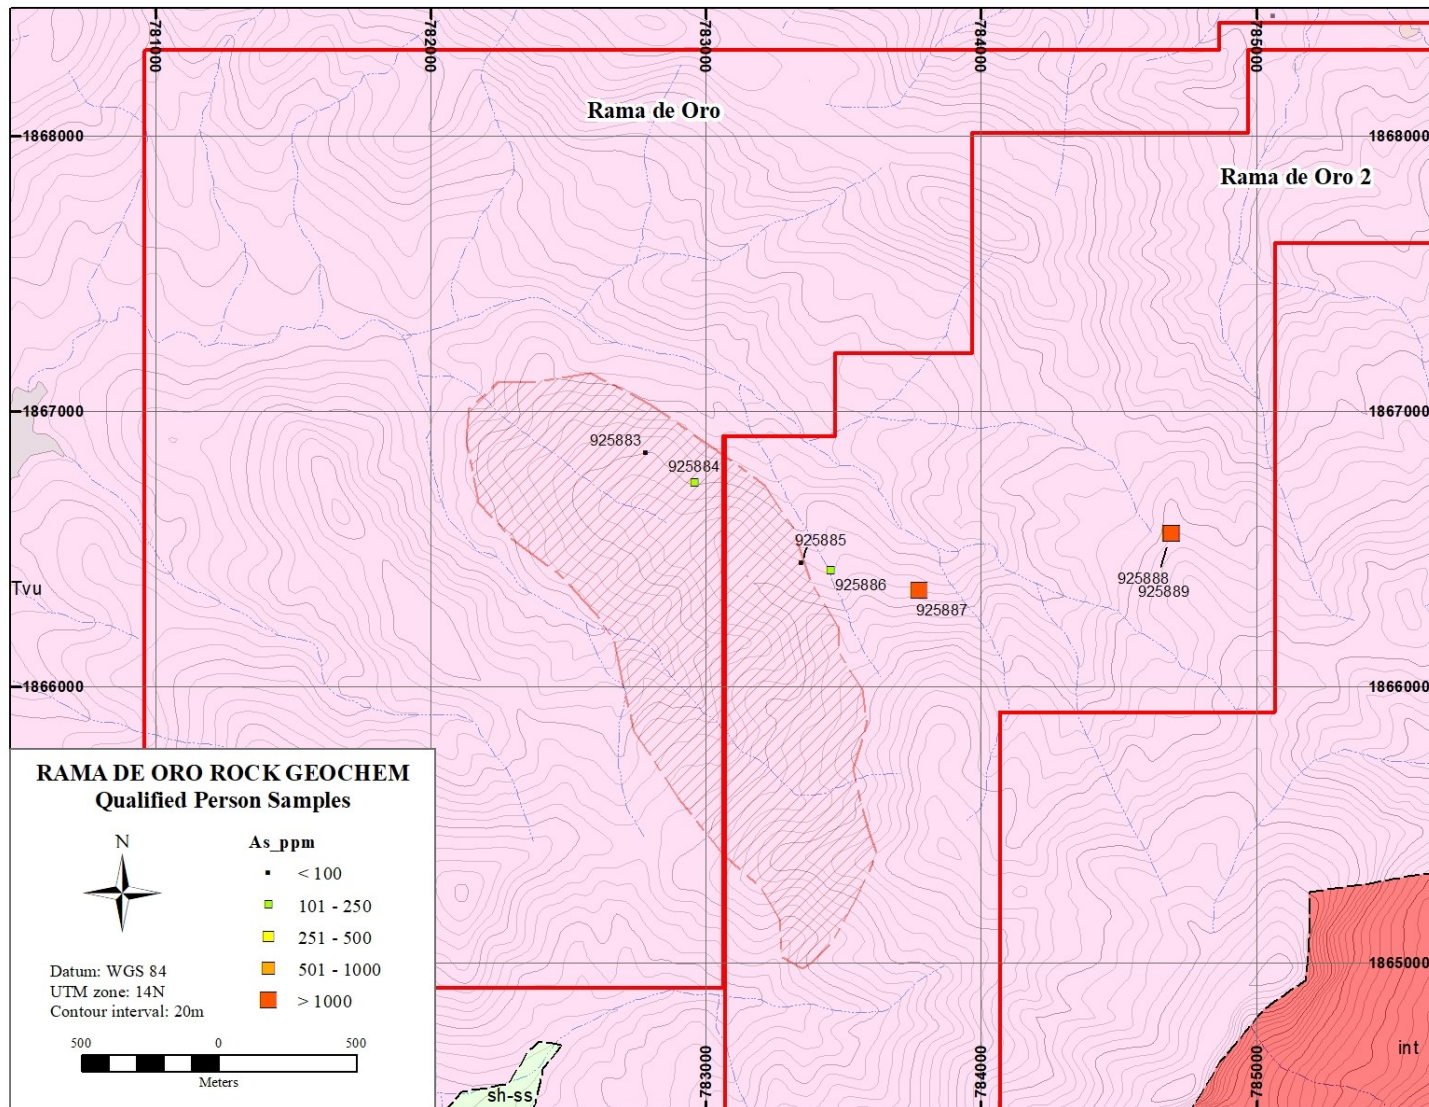 781000
782000
783000
784000
785000
Rama de Oro
1868000
1868000
Rama de Oro 2
1867000
1867000
925883
925884
925885
925886
925887
925888
925889
Tvu
1866000
1866000
RAMA DE ORO ROCK GEOCHEM
Qualified Person Samples
N
As_ppm
< 100
101 - 250
251 - 500
501 - 1000
> 1000
Datum: WGS 84
UTM zone: 14N
Contour interval: 20m
500 0 500
Meters
1865000
sh-ss
int
783000
784000
785000